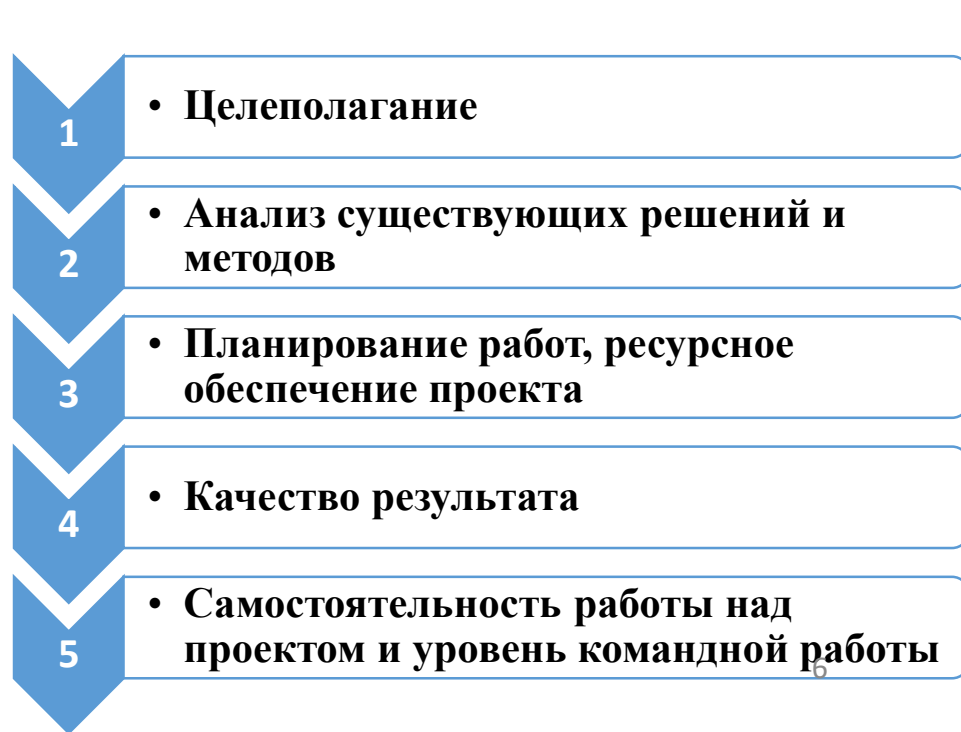 1
• Целеполагание
2
• Анализ существующих решений и
методов
3
• Планирование работ, ресурсное
обеспечение проекта
4
• Качество результата
5
• Самостоятельность работы над
проектом и уровень командной работы
6